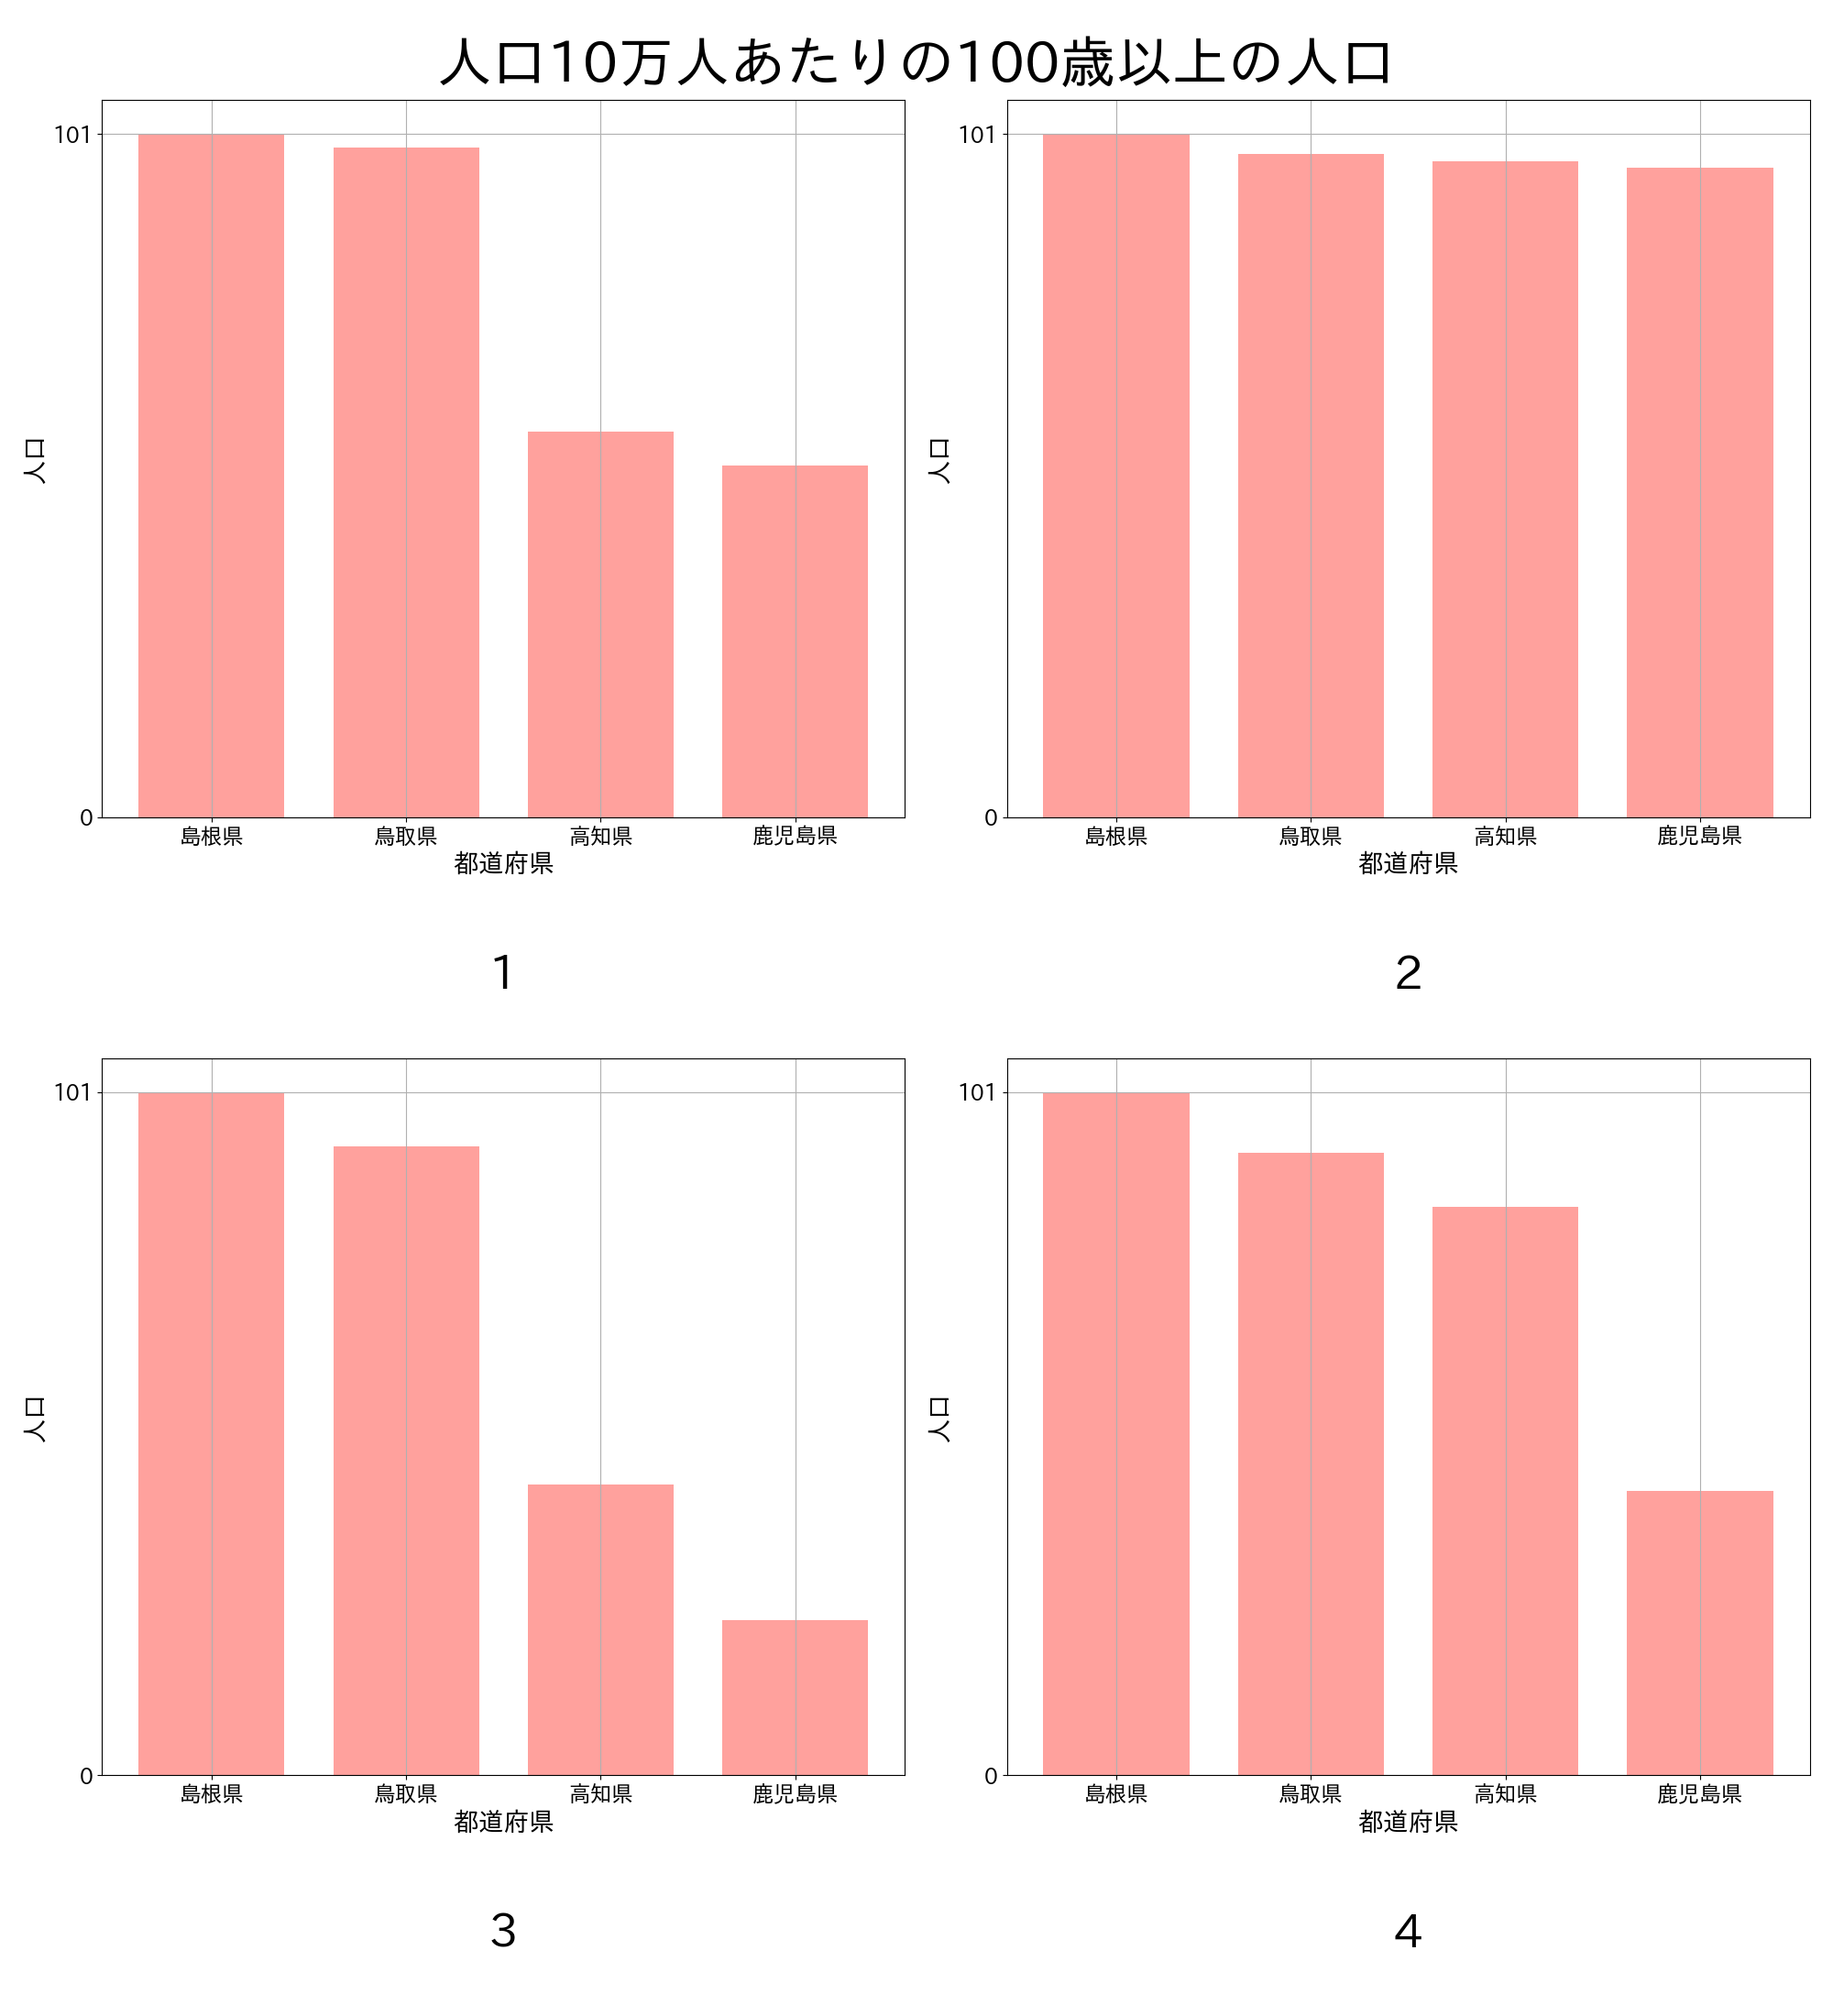 人口10万人あたりの100歳以上の人口
人口
101
0
島根県 鳥取県 高知県 鹿児島県
都道府県
1
人口
101
0
島根県 鳥取県 高知県 鹿児島県
都道府県
2
人口
101
0
島根県 鳥取県 高知県 鹿児島県
都道府県
3
人口
101
0
島根県 鳥取県 高知県 鹿児島県
都道府県
4